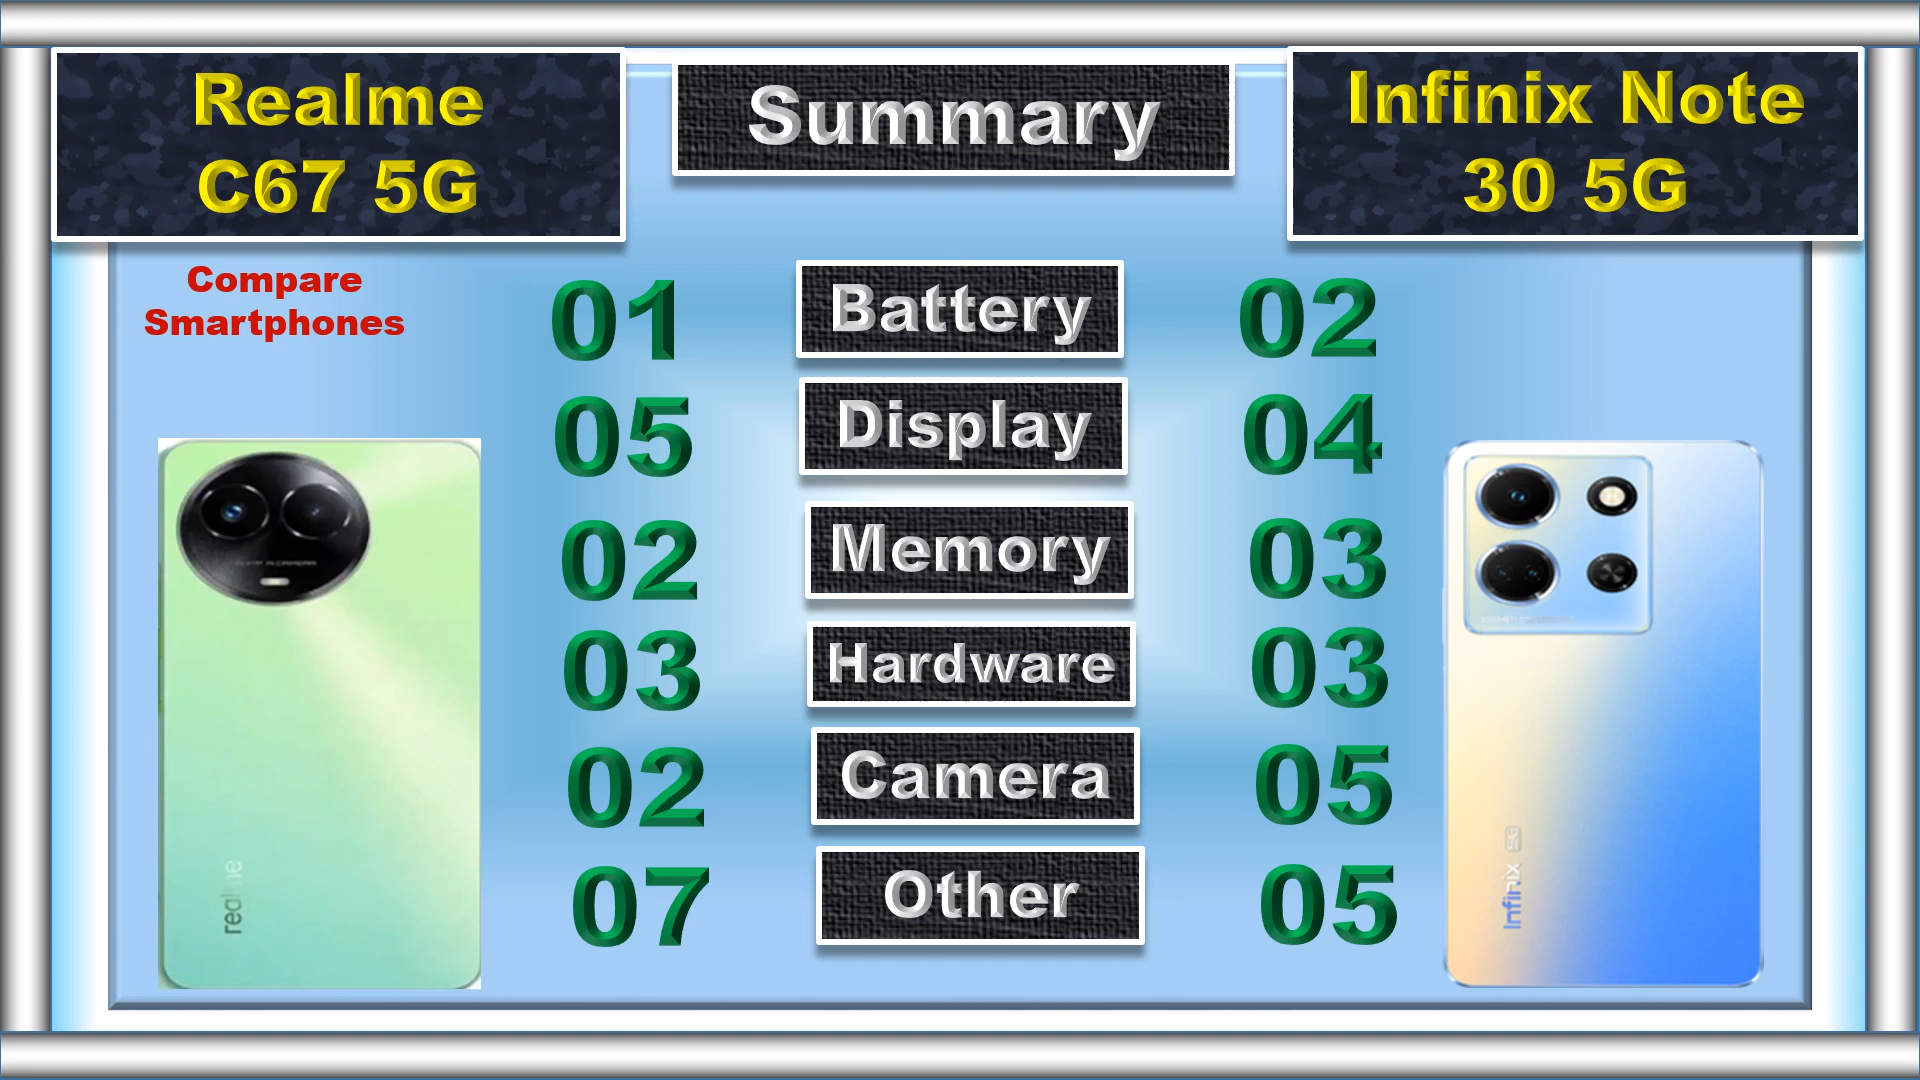 Realme
C67 5G
Summary
Infinix Note
30 5G
Compare
Smartphones
01 Battery 02
05 Display 04
02 Memory 03
03 Hardware 03
02 Camera 05
07 Other 05
realme
Infinix 5G